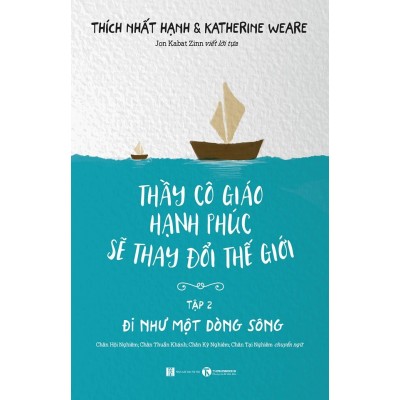 THÍCH NHẤT HẠNH & KATHERINE WEARE
Jon Kabat Zinn viết lời tựa
THẦY CÔ GIÁO
HẠNH PHÚC
SẼ THAY ĐỔI THẾ GIỚI
TẬP 2
ĐI NHƯ MỘT DÒNG SÔNG
Chân Hội Nghiêm, Chân Thuần Khánh, Chân Kỳ Nghiêm, Chân Tại Nghiêm chuyển ngữ